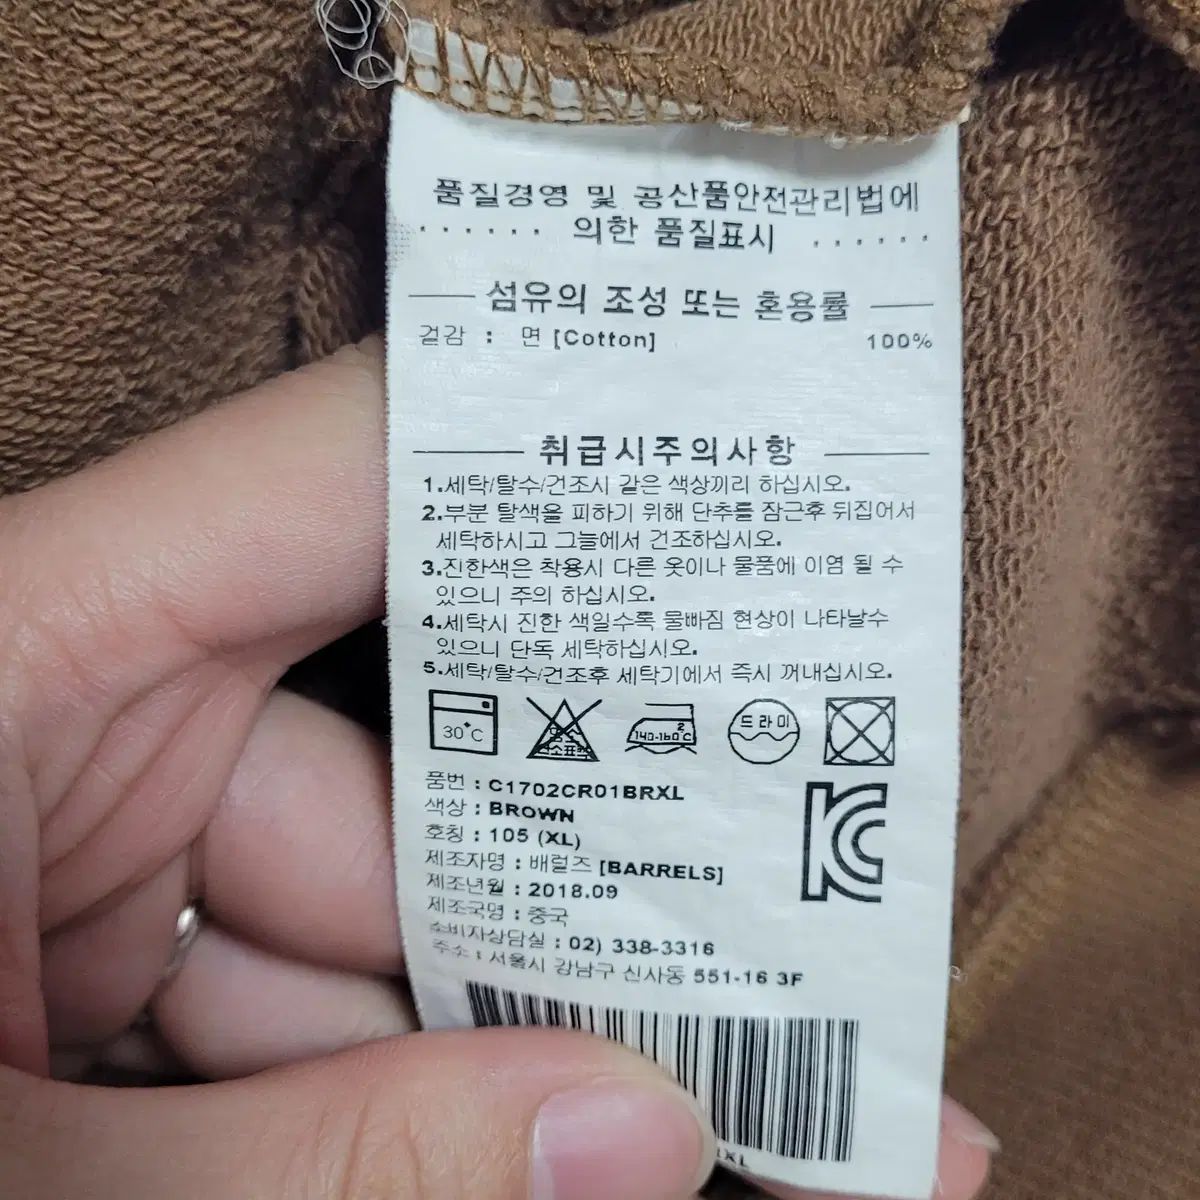 품질경영 및 공산품안전관리법에
의한 품질표시
섬유의 조성 또는 혼용률
겉감 : 면 [Cotton] 100%
취급시주의사항
1.세탁/탈수/건조시 같은 색상끼리 하십시오.
2.부분 탈색을 피하기 위해 단추를 잠근후 뒤집어서
세탁하시고 그늘에서 건조하십시오.
3.진한색은 착용시 다른 옷이나 물품에 이염 될 수
있으니 주의 하십시오.
4.세탁시 진한 색일수록 물빠짐 현상이 나타날수
있으니 단독 세탁하십시오.
5.세탁/탈수/건조후 세탁기에서 즉시 꺼내십시오.
30°C
140-160°C
2
드라이
품번 : C1702CR01BRXL
색상 : BROWN
호칭 : 105 (XL)
제조자명 : 배럴즈 [BARRELS]
제조년월 : 2018.09
제조국명 : 중국
소비자상담실 : 02) 338-3316
주소 : 서울시 강남구 신사동 551-16 3F
KC